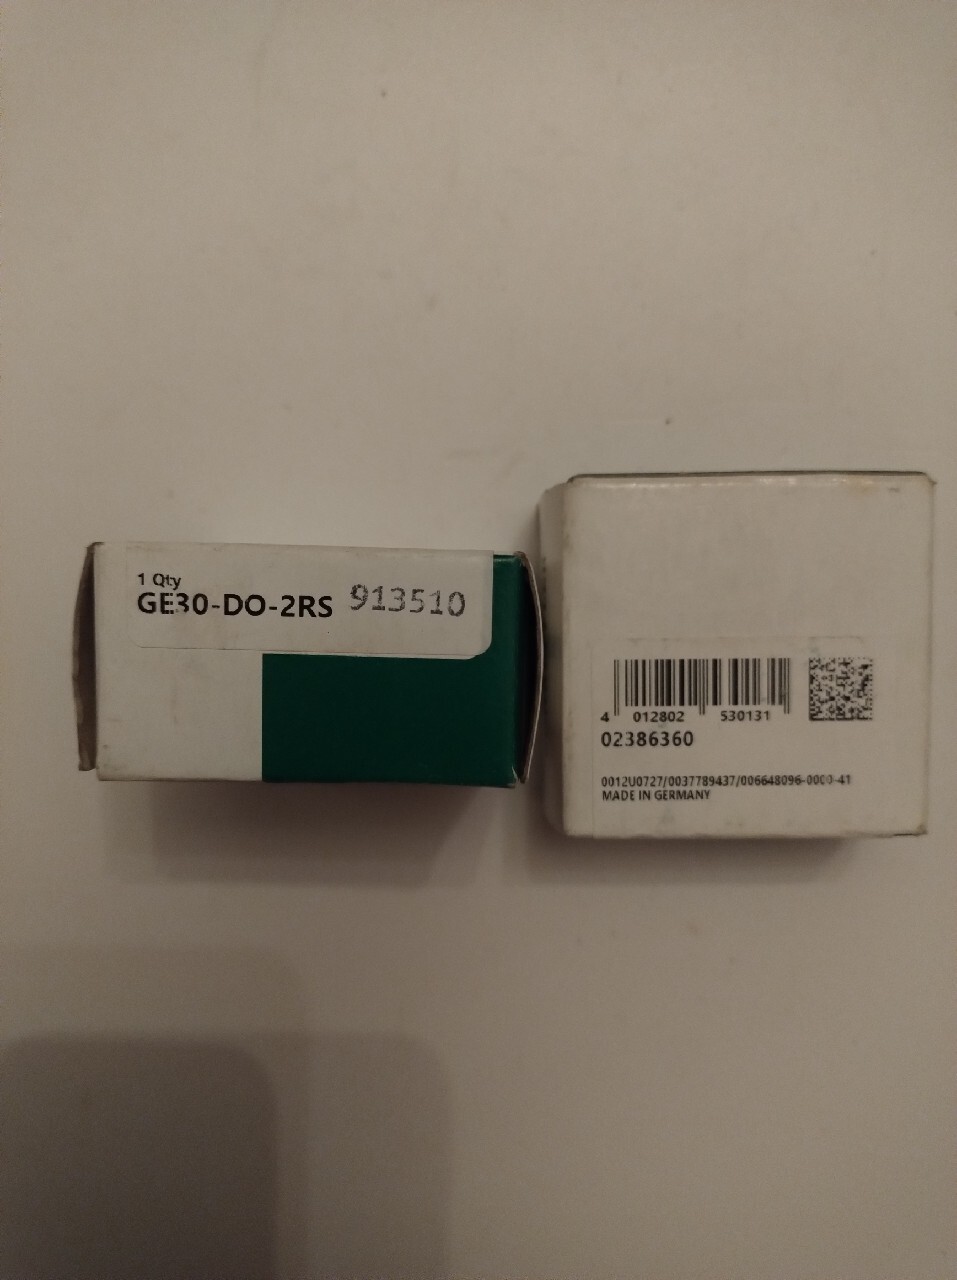 1 Qty
GE30-DO-2RS 913510
4 012802 530131
02386360
0012U0727/0037789437/006648096-0000-41
MADE IN GERMANY